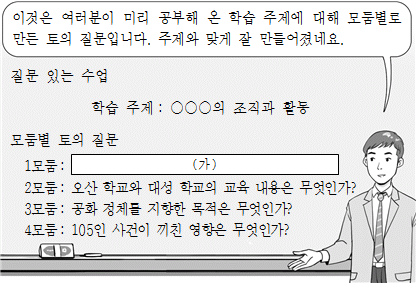 이것은 여러분이 미리 공부해 온 학습 주제에 대해 모둠별로
만든 토의 질문입니다. 주제와 맞게 잘 만들어졌네요.
질문 있는 수업
학습 주제 : ○○○의 조직과 활동
모둠별 토의 질문
1모둠 : (가)
2모둠 : 오산 학교와 대성 학교의 교육 내용은 무엇인가?
3모둠 : 공화 정체를 지향한 목적은 무엇인가?
4모둠 : 105인 사건이 끼친 영향은 무엇인가?